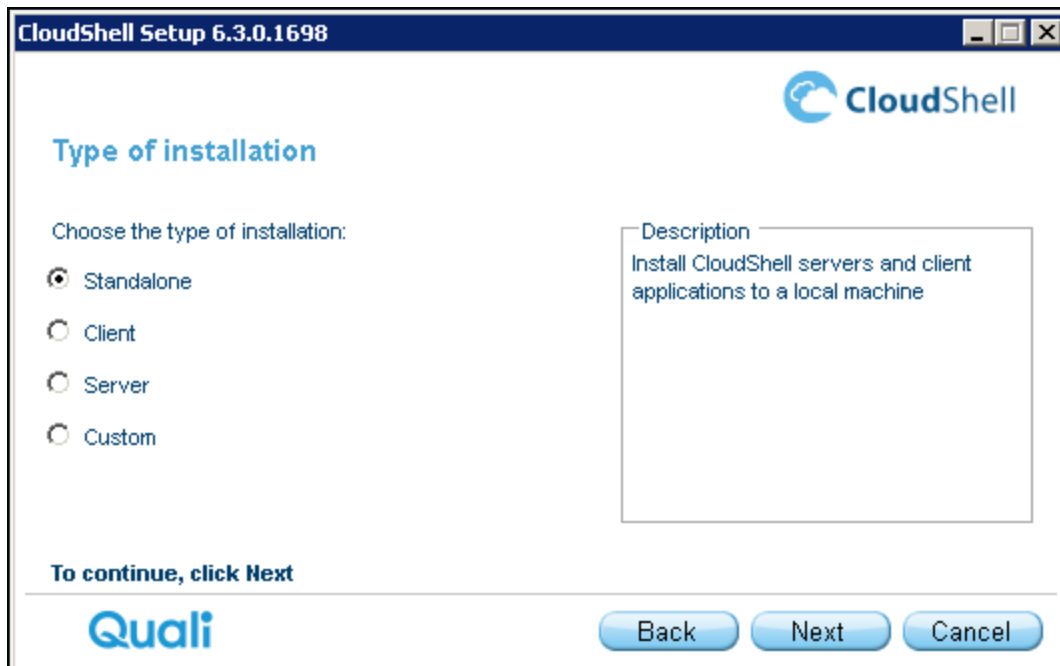 CloudShell Setup 6.3.0.1698
CloudShell
Type of installation
Choose the type of installation:
Standalone
Client
Server
Custom
Description
Install CloudShell servers and client
applications to a local machine
To continue, click Next
Quali
Back
Next
Cancel